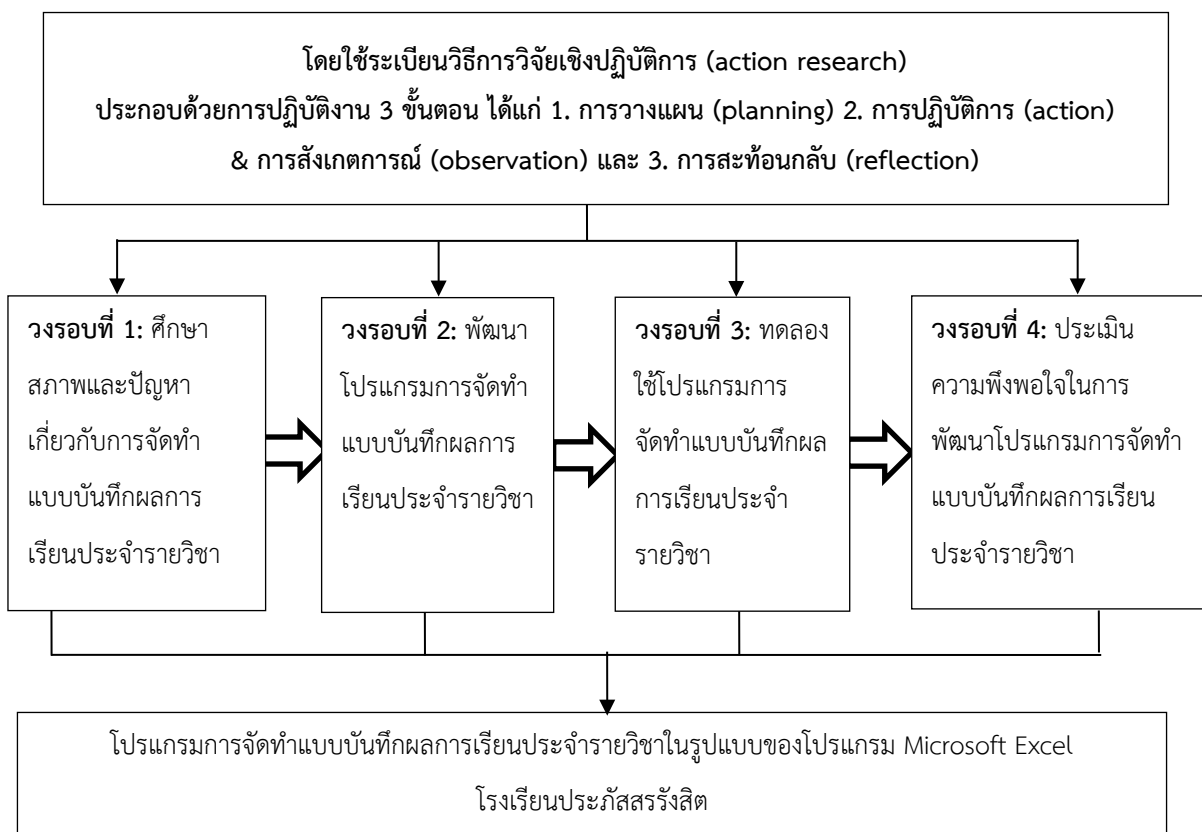 โดยใช้ระเบียบวิธีการวิจัยเชิงปฏิบัติการ (action research)
ประกอบด้วยการปฏิบัติงาน 3 ขั้นตอน ได้แก่ 1. การวางแผน (planning) 2. การปฏิบัติการ (action)
& การสังเกตการณ์ (observation) และ 3. การสะท้อนกลับ (reflection)
วงรอบที่ 1: ศึกษา
สภาพและปัญหา
เกี่ยวกับการจัดทำ
แบบบันทึกผลการ
เรียนประจำรายวิชา
วงรอบที่ 2: พัฒนา
โปรแกรมการจัดทำ
แบบบันทึกผลการ
เรียนประจำรายวิชา
วงรอบที่ 3: ทดลอง
ใช้โปรแกรมการ
จัดทำแบบบันทึกผล
การเรียนประจำ
รายวิชา
วงรอบที่ 4: ประเมิน
ความพึงพอใจในการ
พัฒนาโปรแกรมการจัดทำ
แบบบันทึกผลการเรียน
ประจำรายวิชา
โปรแกรมการจัดทำแบบบันทึกผลการเรียนประจำรายวิชาในรูปแบบของโปรแกรม Microsoft Excel
โรงเรียนประภัสสรรังสิต